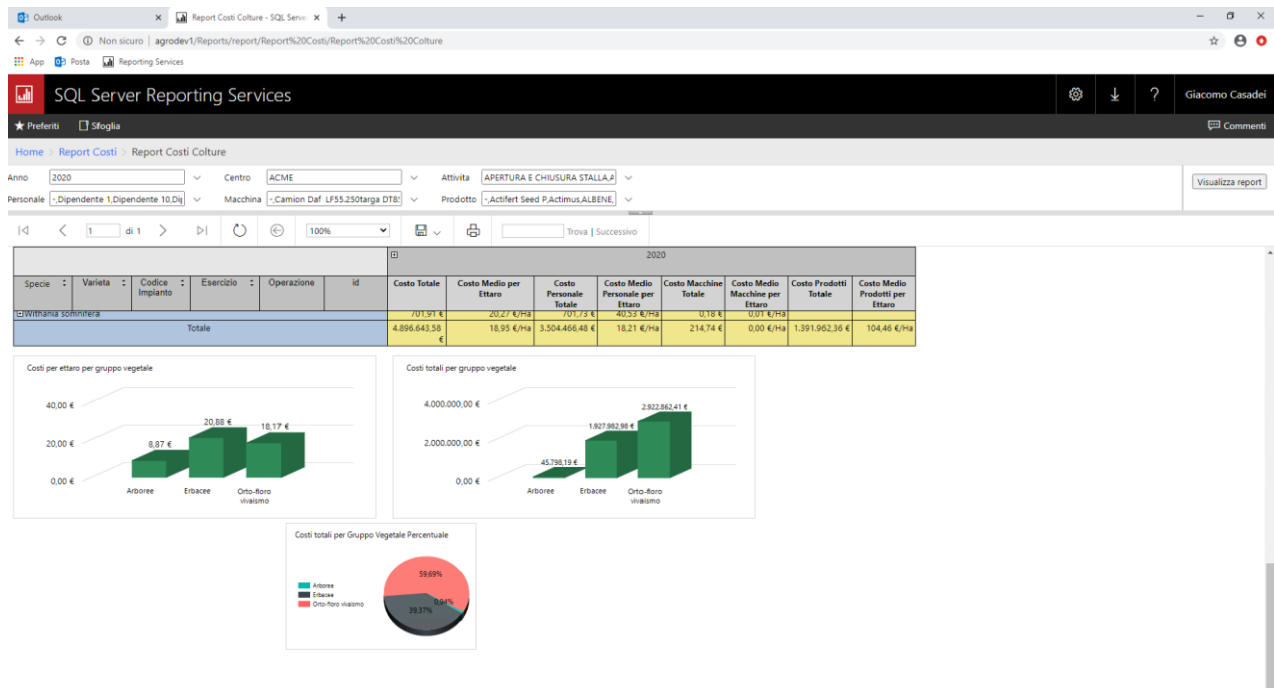 Outlook
Report Costi Colture - SQL Serve
Non sicuro | agrodev1/Reports/report/Report%20Costi/Report%20Costi%20Colture
App Posta Reporting Services
SQL Server Reporting Services
? Giacomo Casadei
Preferiti Sfoglia Commenti
Home > Report Costi > Report Costi Colture
Anno 2020 Centro ACME Attivita APERTURA E CHIUSURA STALLA,A
Visualizza report
Personale -,Dipendente 1,Dipendente 10,Dip Macchina -,Camion Daf LF55.250targa DT8 Prodotto -,Actifert Seed P,Actimus,ALBENE,
1 di 1 100% Trova | Successivo
2020
Specie Varieta Codice Impianto Esercizio Operazione id Costo Totale Costo Medio per Ettaro Costo Personale Totale Costo Medio Personale per Ettaro Costo Macchine Totale Costo Medio Macchine per Ettaro Costo Prodotti Totale Costo Medio Prodotti per Ettaro
Withania somnifera 701,91 € 20,27 €/Ha 701,73 € 40,53 €/Ha 0,18 € 0,01 €/Ha
Totale 4.896.643,58 € 18,95 €/Ha 3.504.466,48 € 18,21 €/Ha 214,74 € 0,00 €/Ha 1.391.962,36 € 104,46 €/Ha
Costi per ettaro per gruppo vegetale
40,00 €
20,00 €
0,00 €
8,87 €
20,88 €
18,17 €
Arboree
Erbacee
Orto-floro
vivaismo
Costi totali per gruppo vegetale
4.000.000,00 €
2.000.000,00 €
0,00 €
45.798,19 €
1.927.982,98 €
2.922.862,41 €
Arboree
Erbacee
Orto-floro
vivaismo
Costi totali per Gruppo Vegetale Percentuale
Arboree
Erbacee
Orto-floro vivaismo
59,69%
0,94%
39,37%